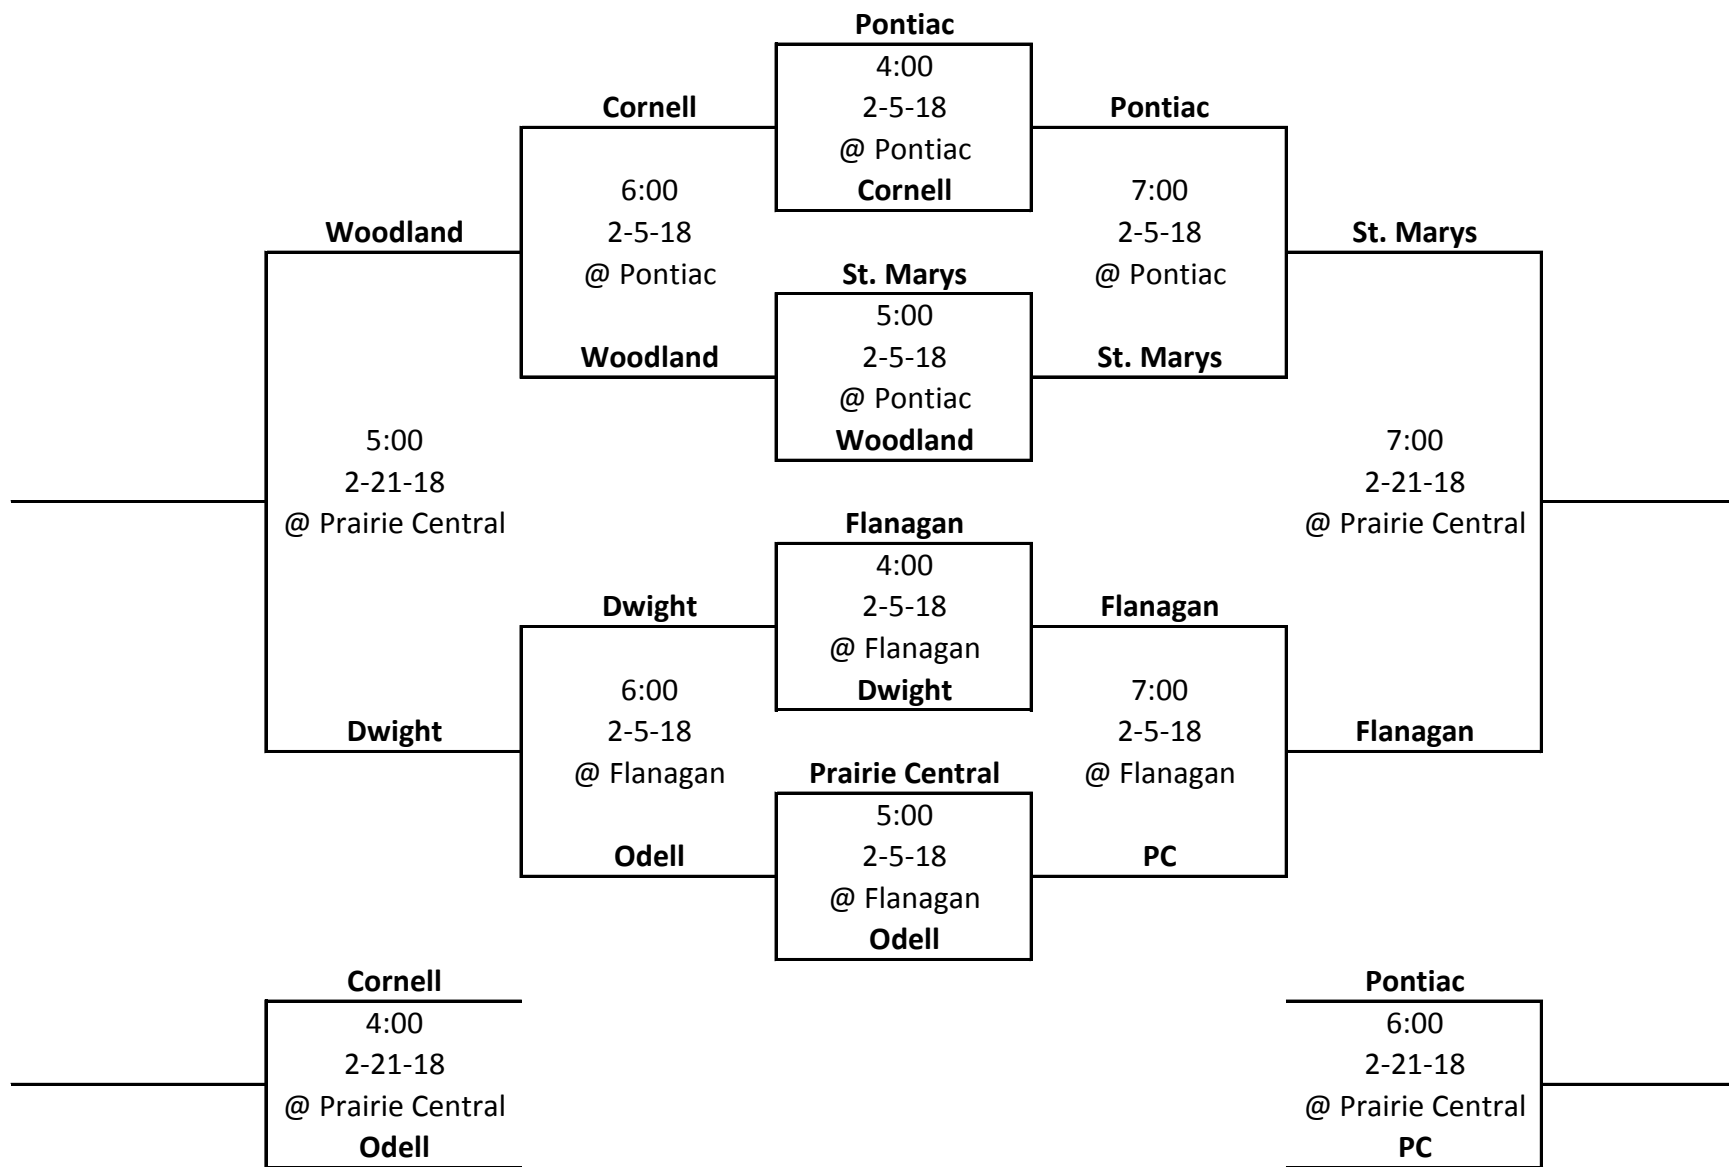 Pontiac
4:00
Cornell 2-5-18 Pontiac
@ Pontiac
6:00 Cornell 7:00
Woodland 2-5-18 2-5-18 St. Marys
@ Pontiac St. Marys @ Pontiac
5:00
Woodland 2-5-18 St. Marys
@ Pontiac
5:00 Woodland 7:00
2-21-18 2-21-18
@ Prairie Central Flanagan @ Prairie Central
4:00
Dwight 2-5-18 Flanagan
@ Flanagan
6:00 Dwight 7:00
Dwight 2-5-18 2-5-18 Flanagan
@ Flanagan Prairie Central @ Flanagan
5:00
Odell 2-5-18 PC
@ Flanagan
Odell
Cornell Pontiac
4:00 6:00
2-21-18 2-21-18
@ Prairie Central @ Prairie Central
Odell PC